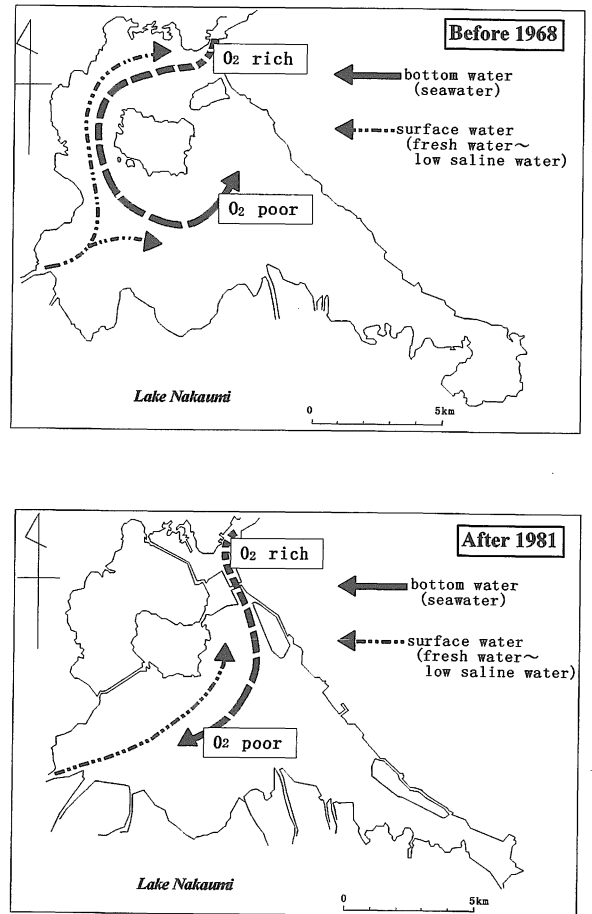 Before 1968
O2 rich
bottom water
(seawater)
surface water
(fresh water~
low saline water)
O2 poor
Lake Nakaumi
0 5km
After 1981
O2 rich
bottom water
(seawater)
surface water
(fresh water~
low saline water)
O2 poor
Lake Nakaumi
0 5km